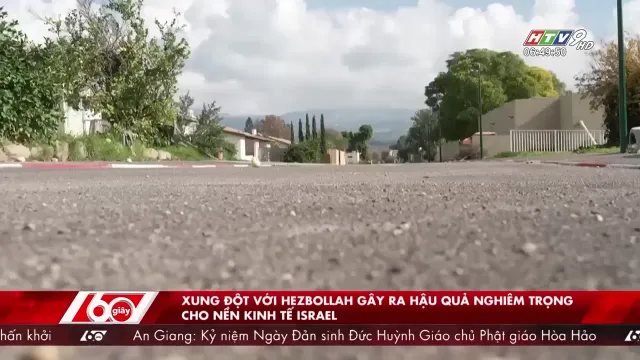 HTV9 HD
06:49:50
XUNG ĐỘT VỚI HEZBOLLAH GÂY RA HẬU QUẢ NGHIÊM TRỌNG
CHO NỀN KINH TẾ ISRAEL
60 giây
hấn khởi 60 An Giang: Kỷ niệm Ngày Đản sinh Đức Huỳnh Giáo chủ Phật giáo Hòa Hảo